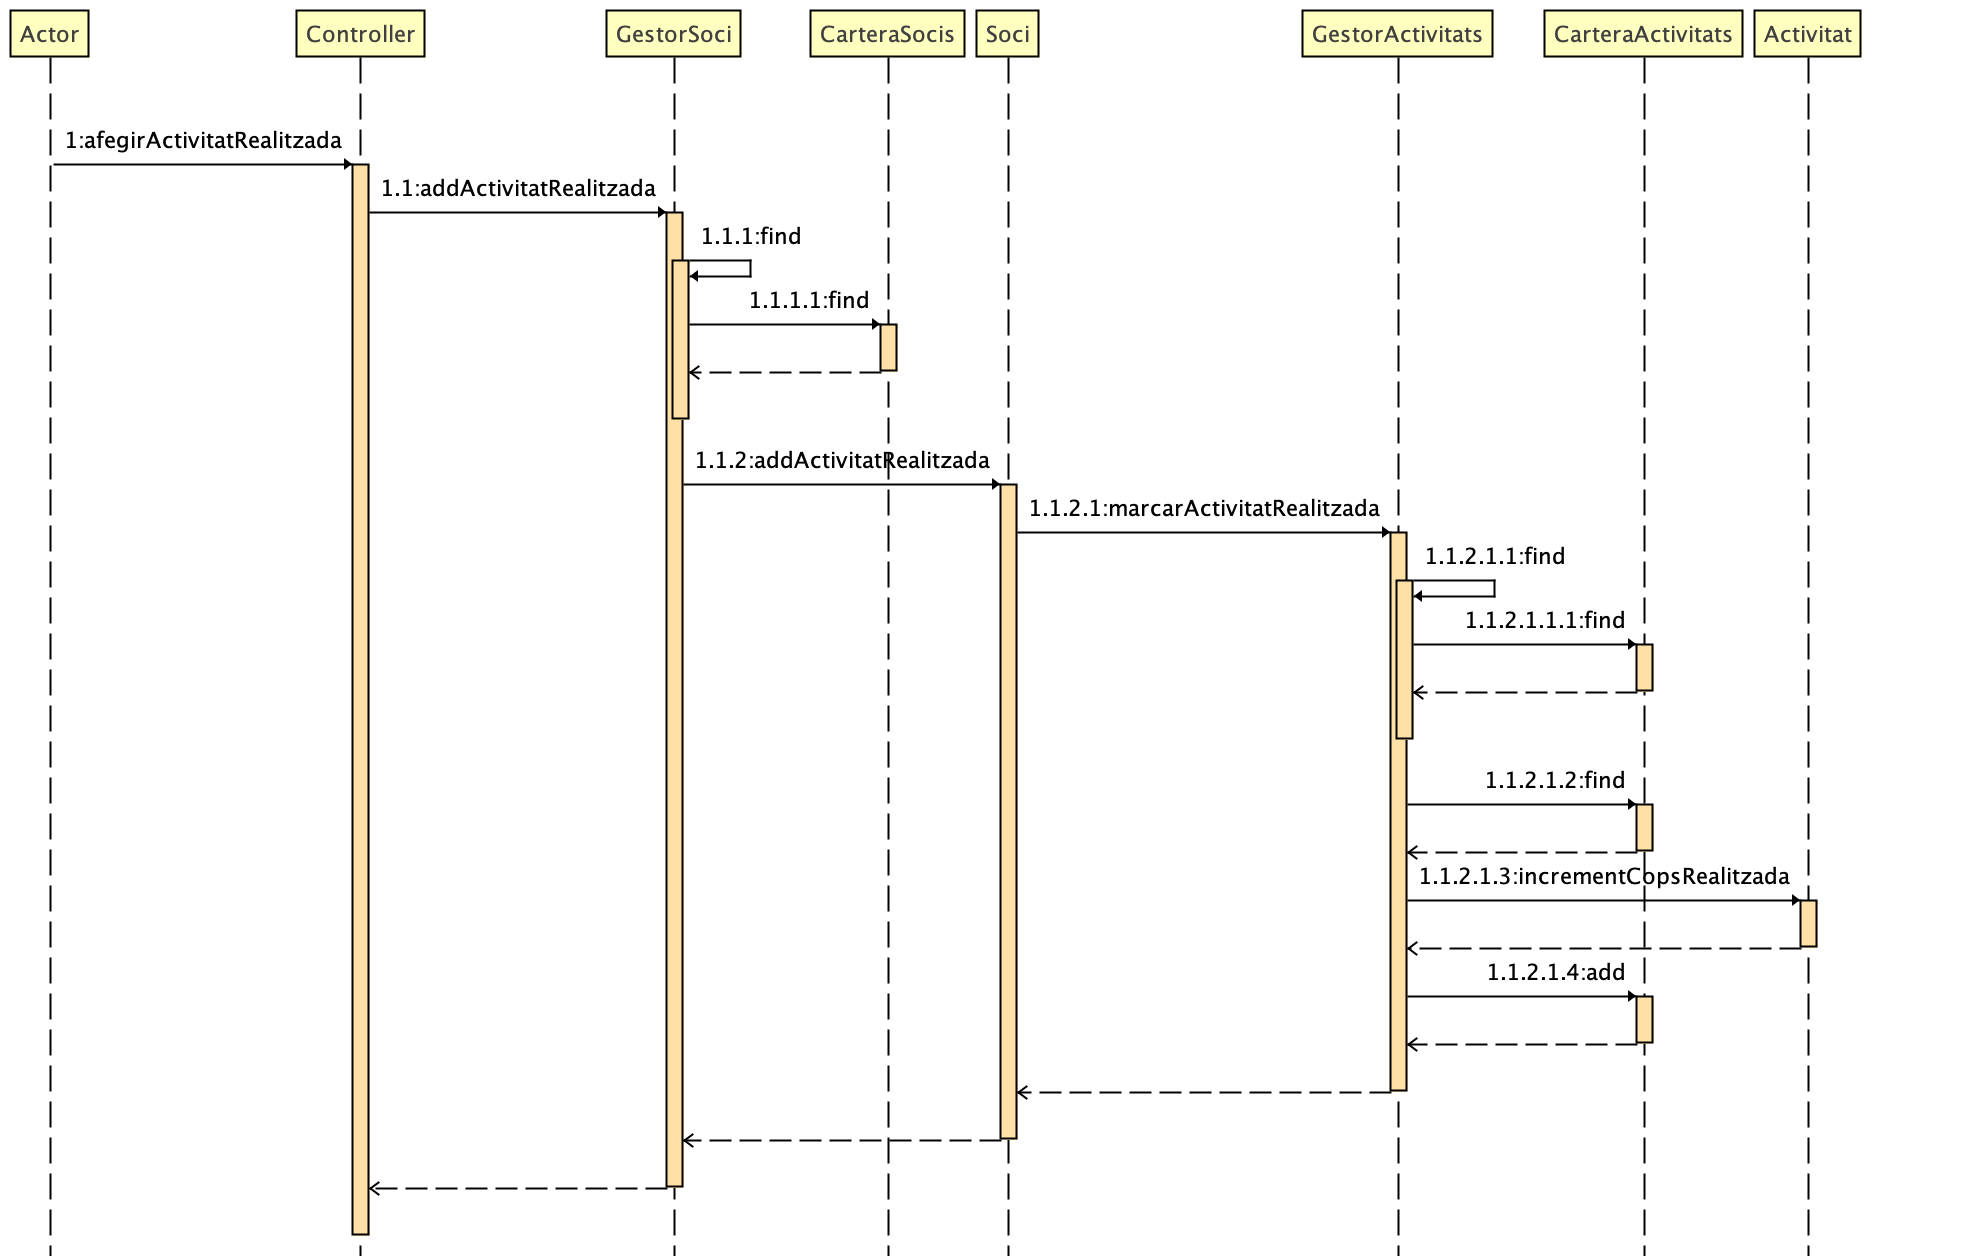 Actor
Controller
GestorSoci
CarteraSocis
Soci
GestorActivitats
CarteraActivitats
Activitat
1:afegirActivitatRealitzada
1.1:addActivitatRealitzada
1.1.1:find
1.1.1.1:find
1.1.2:addActivitatRealitzada
1.1.2.1:marcarActivitatRealitzada
1.1.2.1.1:find
1.1.2.1.1.1:find
1.1.2.1.2:find
1.1.2.1.3:incrementCopsRealitzada
1.1.2.1.4:add